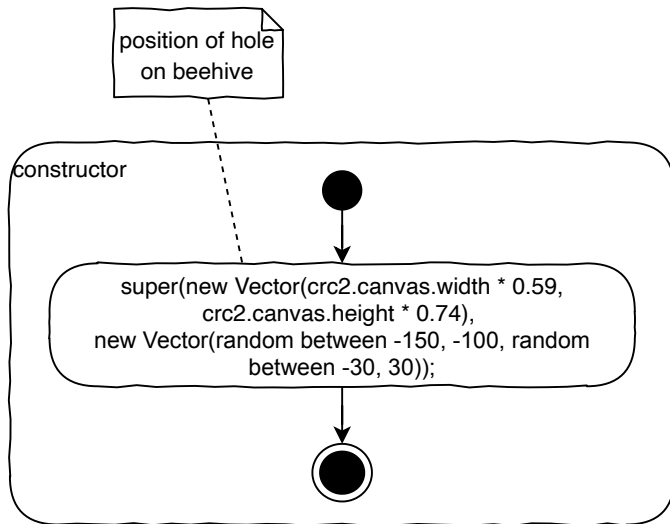 position of hole
on beehive
constructor
super(new Vector(crc2.canvas.width * 0.59,
crc2.canvas.height * 0.74),
new Vector(random between -150, -100, random
between -30, 30));